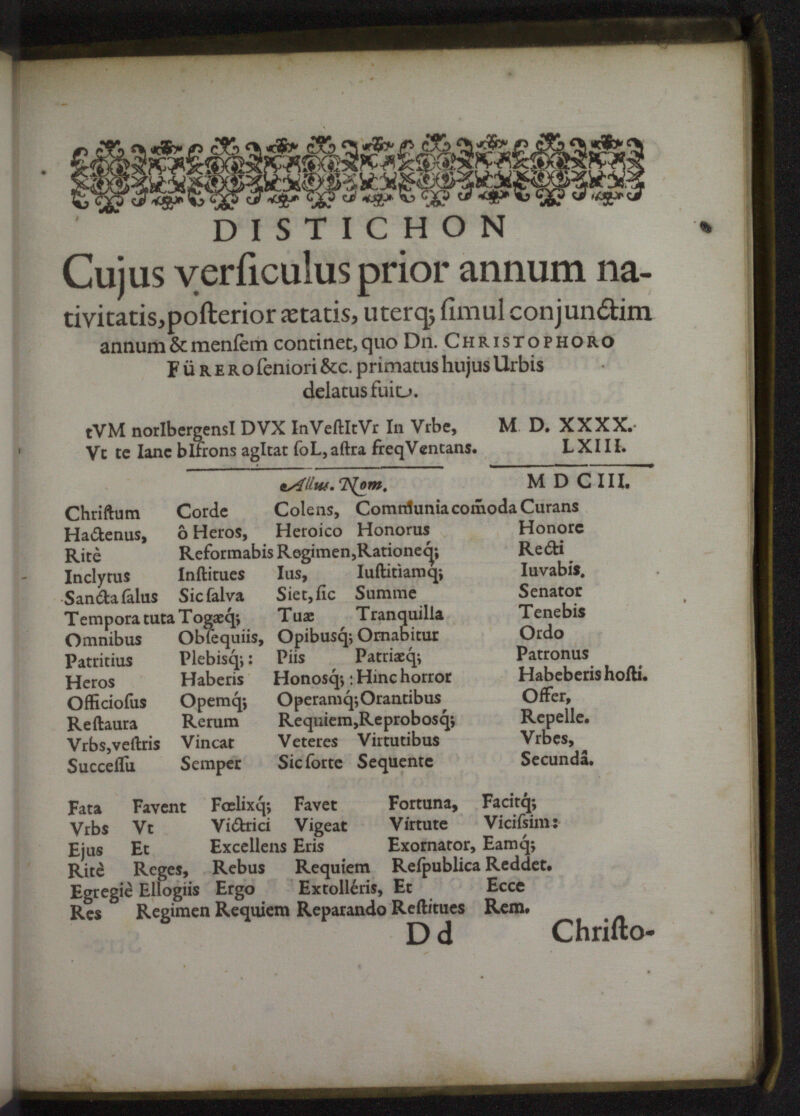 DISTICHON
Cujus verſiculus prior annum na-
tivitatis, poſterior ætatis, uterq; ſimul conjunctim
annum & menſem continet, quo Dn. CHRISTOPHORO
FüRERO ſeniori &c. primatus hujus Urbis
delatus fuit.
tVM norIbergensI DVX InVeſtItVr In Vrbe, M D. XXXX.
Vt te Iane bIfrons agItat ſoL, aſtra freqVentans. LXIII.
Allus. Nom. M D C III.
Chriſtum Corde Colens, Communia com̃oda Curans
Hactenus, ô Heros, Heroico Honorus Honore
Ritè Reformabis Regimen, Rationeq; Recti
Inclytus Inſtitues Ius, Iuſtitiamq; Iuvabis.
Sancta ſalus Sic ſalva Siet, ſic Summe Senator
Tempora tuta Togæq; Tuæ Tranquilla Tenebis
Omnibus Obſequiis, Opibusq; Ornabitur Ordo
Patritius Plebisq; : Piis Patriæq; Patronus
Heros Haberis Honosq; : Hinc horror Habeberis hoſti.
Officioſus Opemq; Operamq; Orantibus Offer,
Reſtaura Rerum Requiem, Reprobosq; Repelle.
Vrbs, veſtris Vincat Veteres Virtutibus Vrbes,
Succeſſu Semper Sic forte Sequente Secundâ.
Fata Favent Fœlixq; Favet Fortuna, Facitq;
Vrbs Vt Victrici Vigeat Virtute Viciſsim:
Ejus Et Excellens Eris Exornator, Eamq;
Ritè Reges, Rebus Requiem Reſpublica Reddet.
Egregiè Ellogiis Ergo Extolléris, Et Ecce
Res Regimen Requiem Reparando Reſtitues Rem.
D d Chriſto-